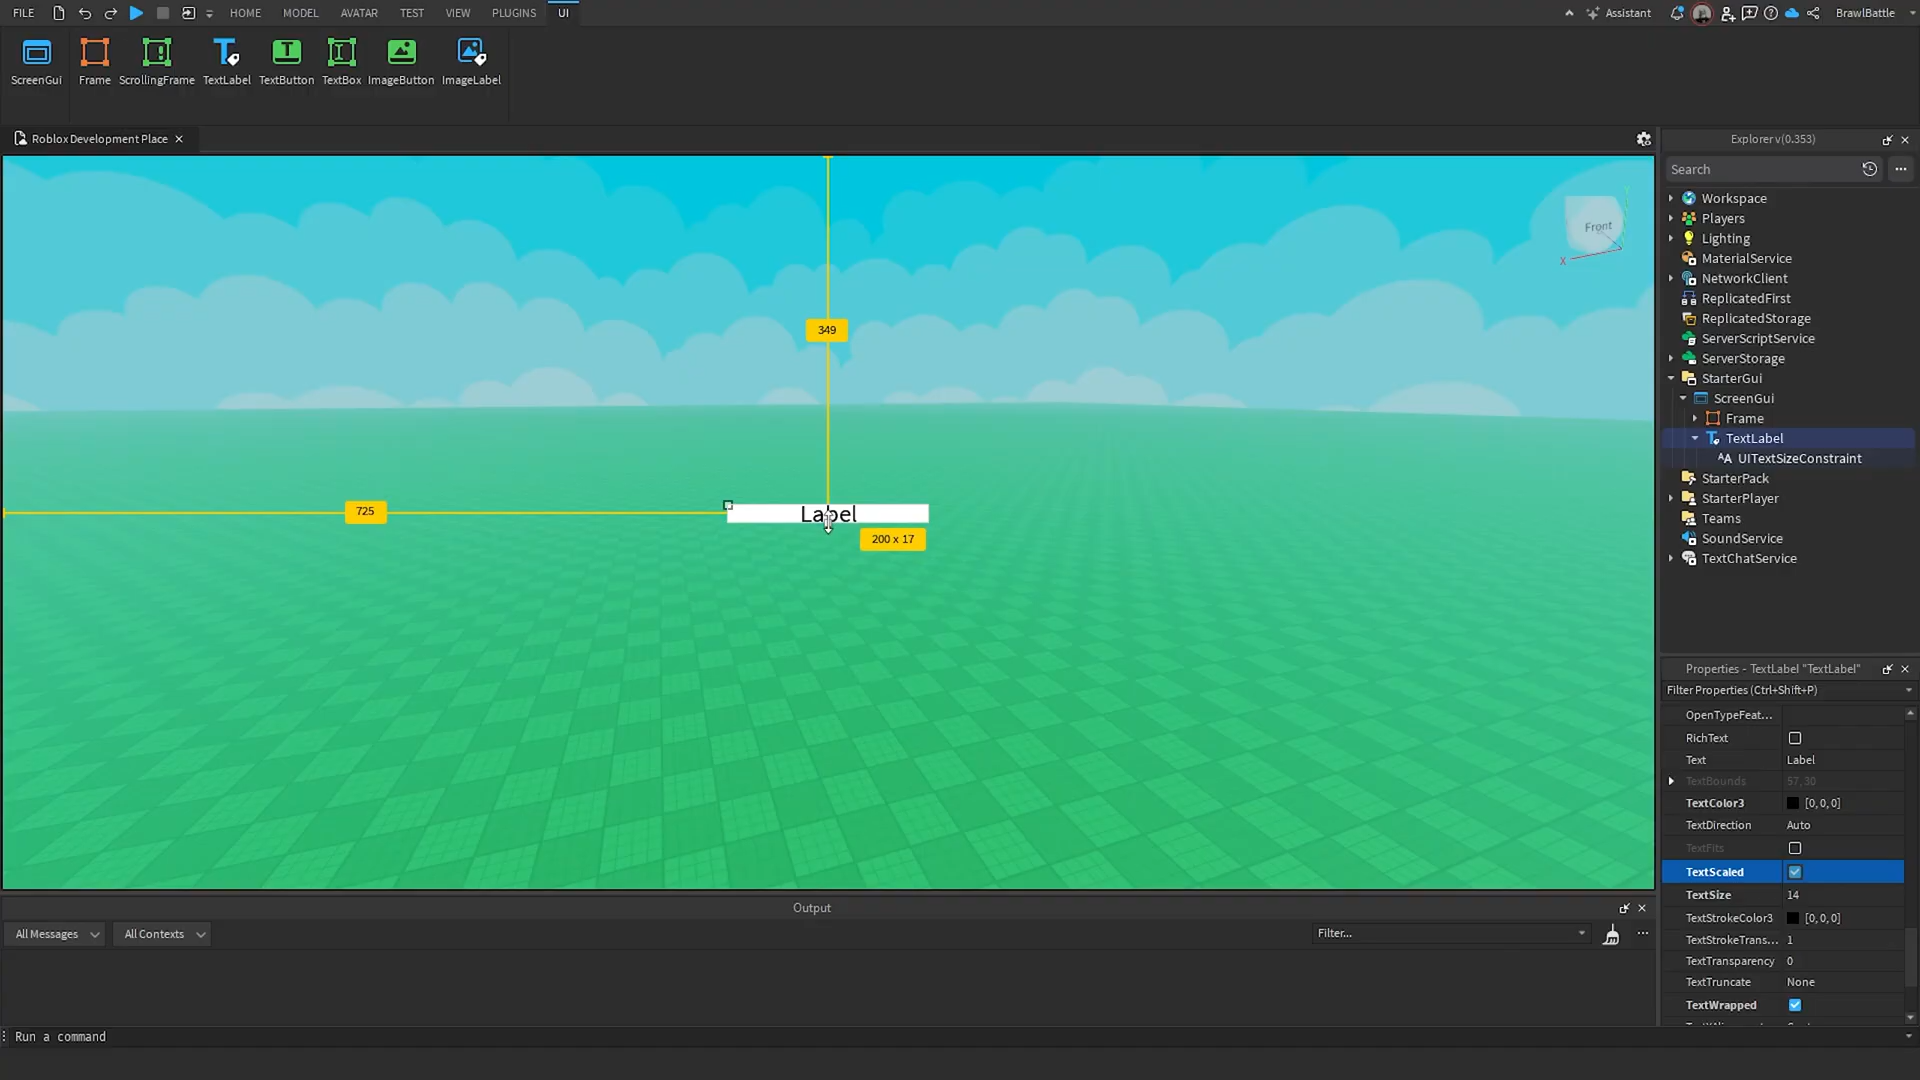 FILE HOME MODEL AVATAR TEST VIEW PLUGINS UI Assistant BrawlBattle
ScreenGui Frame ScrollingFrame TextLabel TextButton TextBox ImageButton ImageLabel
Roblox Development Place
Explorer v(0.353)
Search
Workspace
Players
Lighting
MaterialService
NetworkClient
ReplicatedFirst
ReplicatedStorage
ServerScriptService
ServerStorage
StarterGui
ScreenGui
Frame
TextLabel
UITextSizeConstraint
StarterPack
StarterPlayer
Teams
SoundService
TextChatService
Front
Y
X
349
725
Label
200 x 17
Properties - TextLabel "TextLabel"
Filter Properties (Ctrl+Shift+P)
OpenTypeFeat...
RichText
Text Label
TextBounds 57,30
TextColor3 [0,0,0]
TextDirection Auto
TextFits
TextScaled
TextSize 14
TextStrokeColor3 [0,0,0]
TextStrokeTrans... 1
TextTransparency 0
TextTruncate None
TextWrapped
Output
All Messages All Contexts Filter...
Run a command